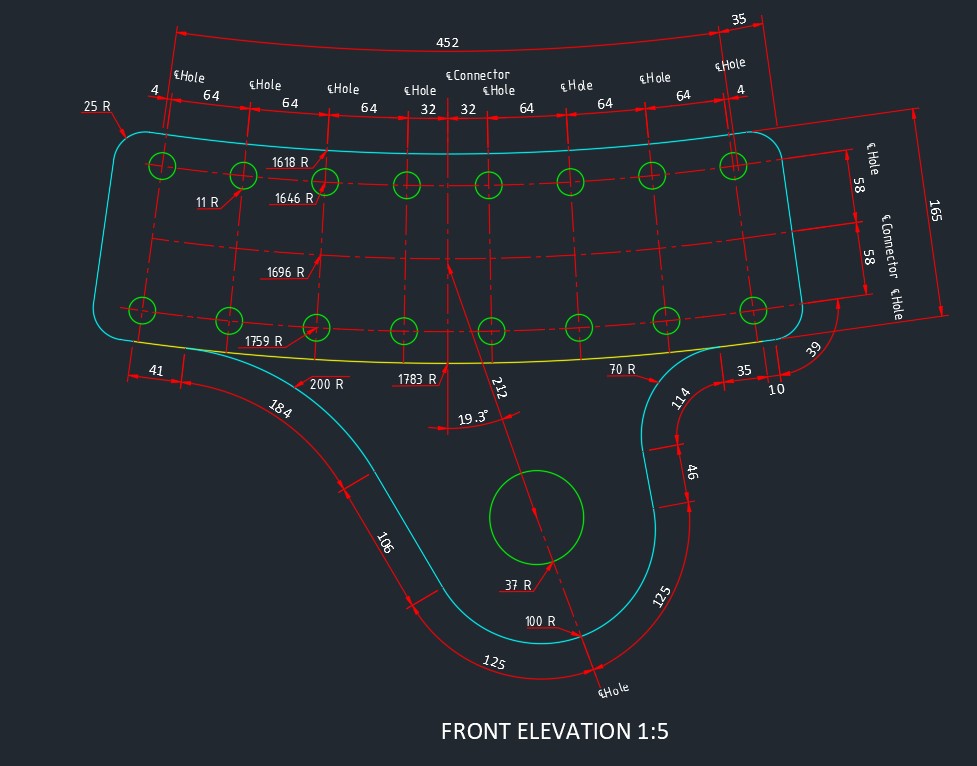 35
452
℄Connector
℄Hole
℄Hole
℄Hole
℄Hole
℄Hole
℄Hole
℄Hole
℄Hole
4
64
64
64
32
32
64
64
64
4
25 R
1618 R
11 R
1646 R
℄Hole
58
165
1696 R
℄Connector
58
℄Hole
1759 R
39
41
200 R
1783 R
212
70 R
35
10
184
19.3°
114
46
106
37 R
125
100 R
125
℄Hole
FRONT ELEVATION 1:5